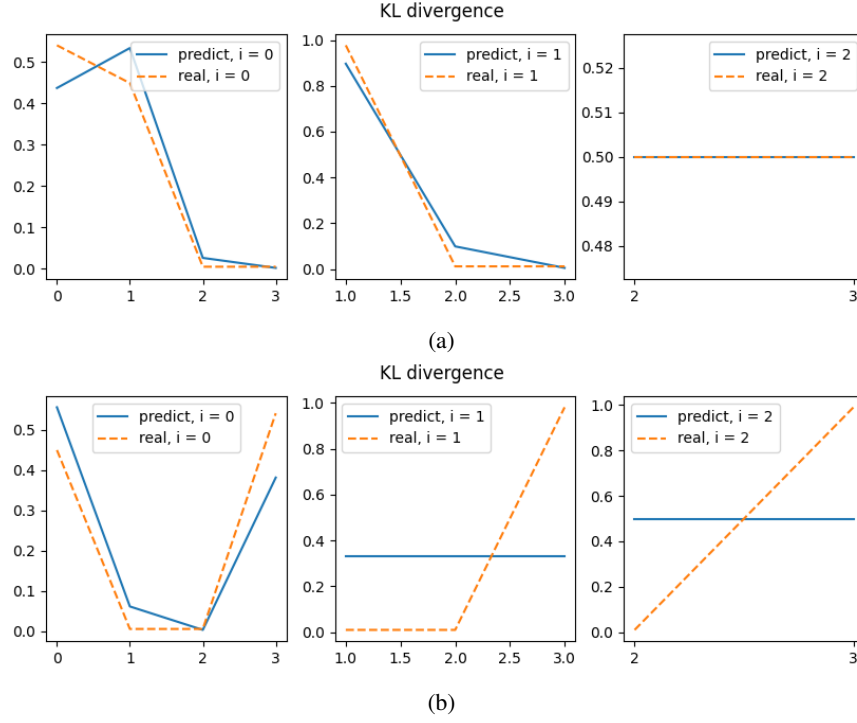 KL divergence
predict, i = 0
real, i = 0
0.5
0.4
0.3
0.2
0.1
0.0
0 1 2 3
predict, i = 1
real, i = 1
1.0
0.8
0.6
0.4
0.2
0.0
1.0 1.5 2.0 2.5 3.0
predict, i = 2
real, i = 2
0.52
0.51
0.50
0.49
0.48
2 3
(a)
KL divergence
predict, i = 0
real, i = 0
0.5
0.4
0.3
0.2
0.1
0.0
0 1 2 3
predict, i = 1
real, i = 1
1.0
0.8
0.6
0.4
0.2
0.0
1.0 1.5 2.0 2.5 3.0
predict, i = 2
real, i = 2
1.0
0.8
0.6
0.4
0.2
0.0
2 3
(b)